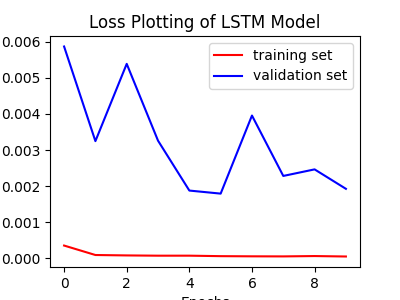 Loss Plotting of LSTM Model
training set
validation set
0.006
0.005
0.004
0.003
0.002
0.001
0.000
0 2 4 6 8
Epochs